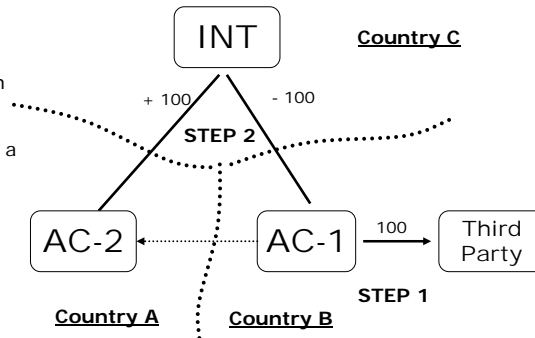 INT
Country C
n
+ 100
- 100
a
STEP 2
AC-2
AC-1
100
Third
Party
STEP 1
Country A
Country B